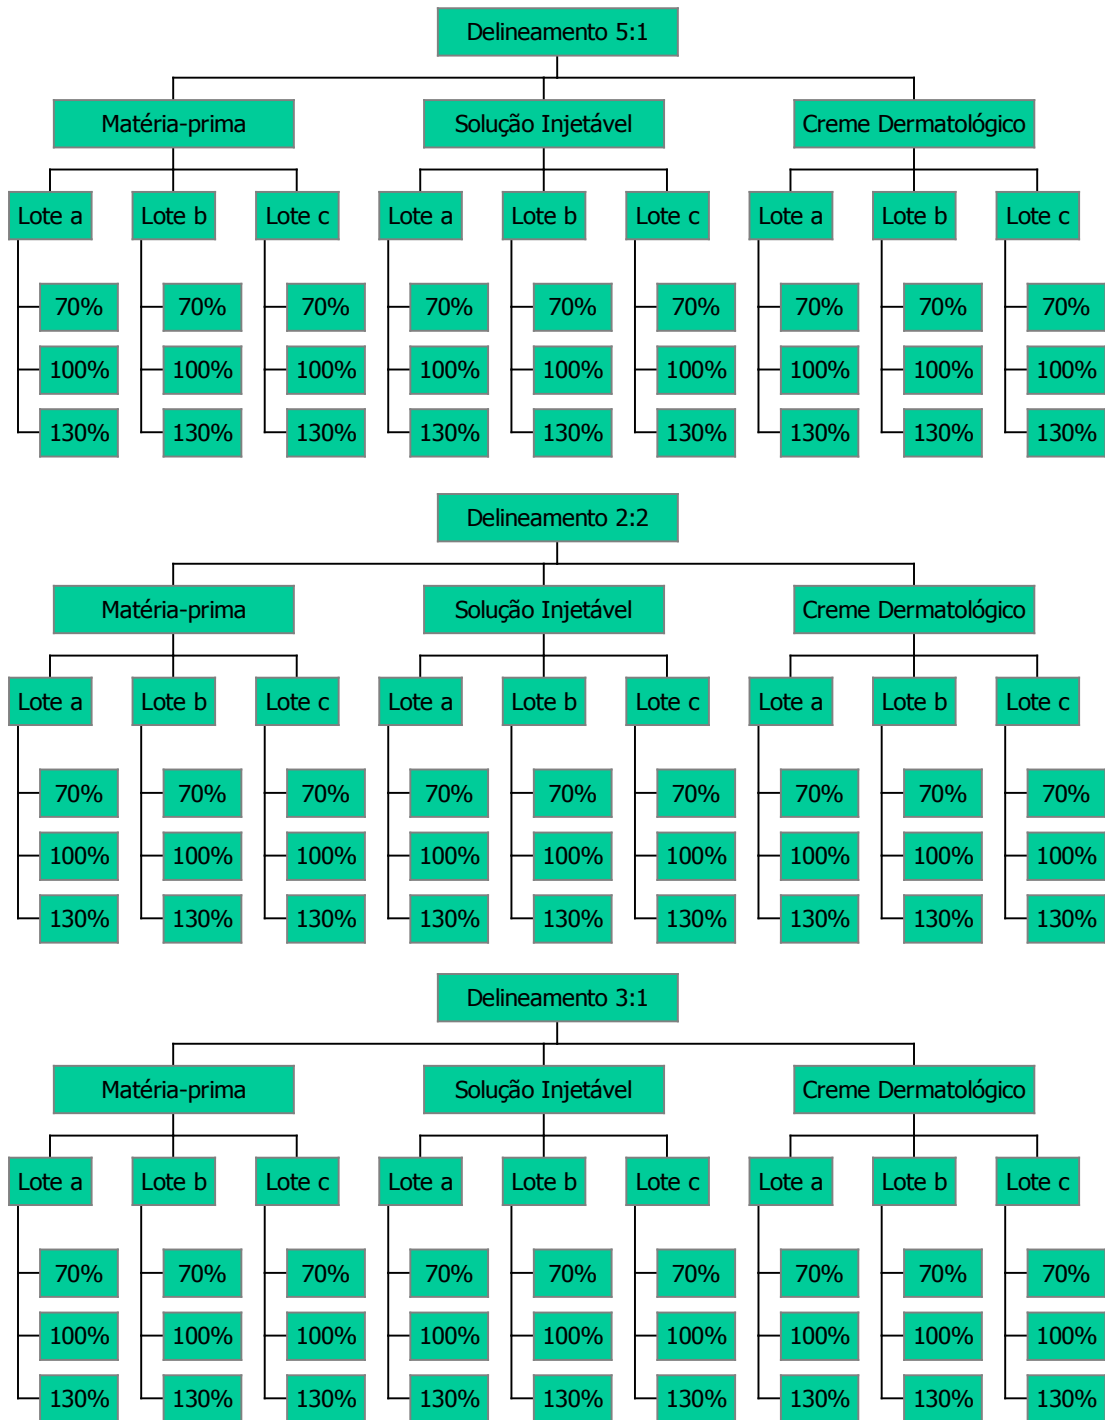 Delineamento 5:1
Matéria-prima Solução Injetável Creme Dermatológico
Lote a Lote b Lote c Lote a Lote b Lote c Lote a Lote b Lote c
70% 70% 70% 70% 70% 70% 70% 70% 70%
100% 100% 100% 100% 100% 100% 100% 100% 100%
130% 130% 130% 130% 130% 130% 130% 130% 130%
Delineamento 2:2
Matéria-prima Solução Injetável Creme Dermatológico
Lote a Lote b Lote c Lote a Lote b Lote c Lote a Lote b Lote c
70% 70% 70% 70% 70% 70% 70% 70% 70%
100% 100% 100% 100% 100% 100% 100% 100% 100%
130% 130% 130% 130% 130% 130% 130% 130% 130%
Delineamento 3:1
Matéria-prima Solução Injetável Creme Dermatológico
Lote a Lote b Lote c Lote a Lote b Lote c Lote a Lote b Lote c
70% 70% 70% 70% 70% 70% 70% 70% 70%
100% 100% 100% 100% 100% 100% 100% 100% 100%
130% 130% 130% 130% 130% 130% 130% 130% 130%